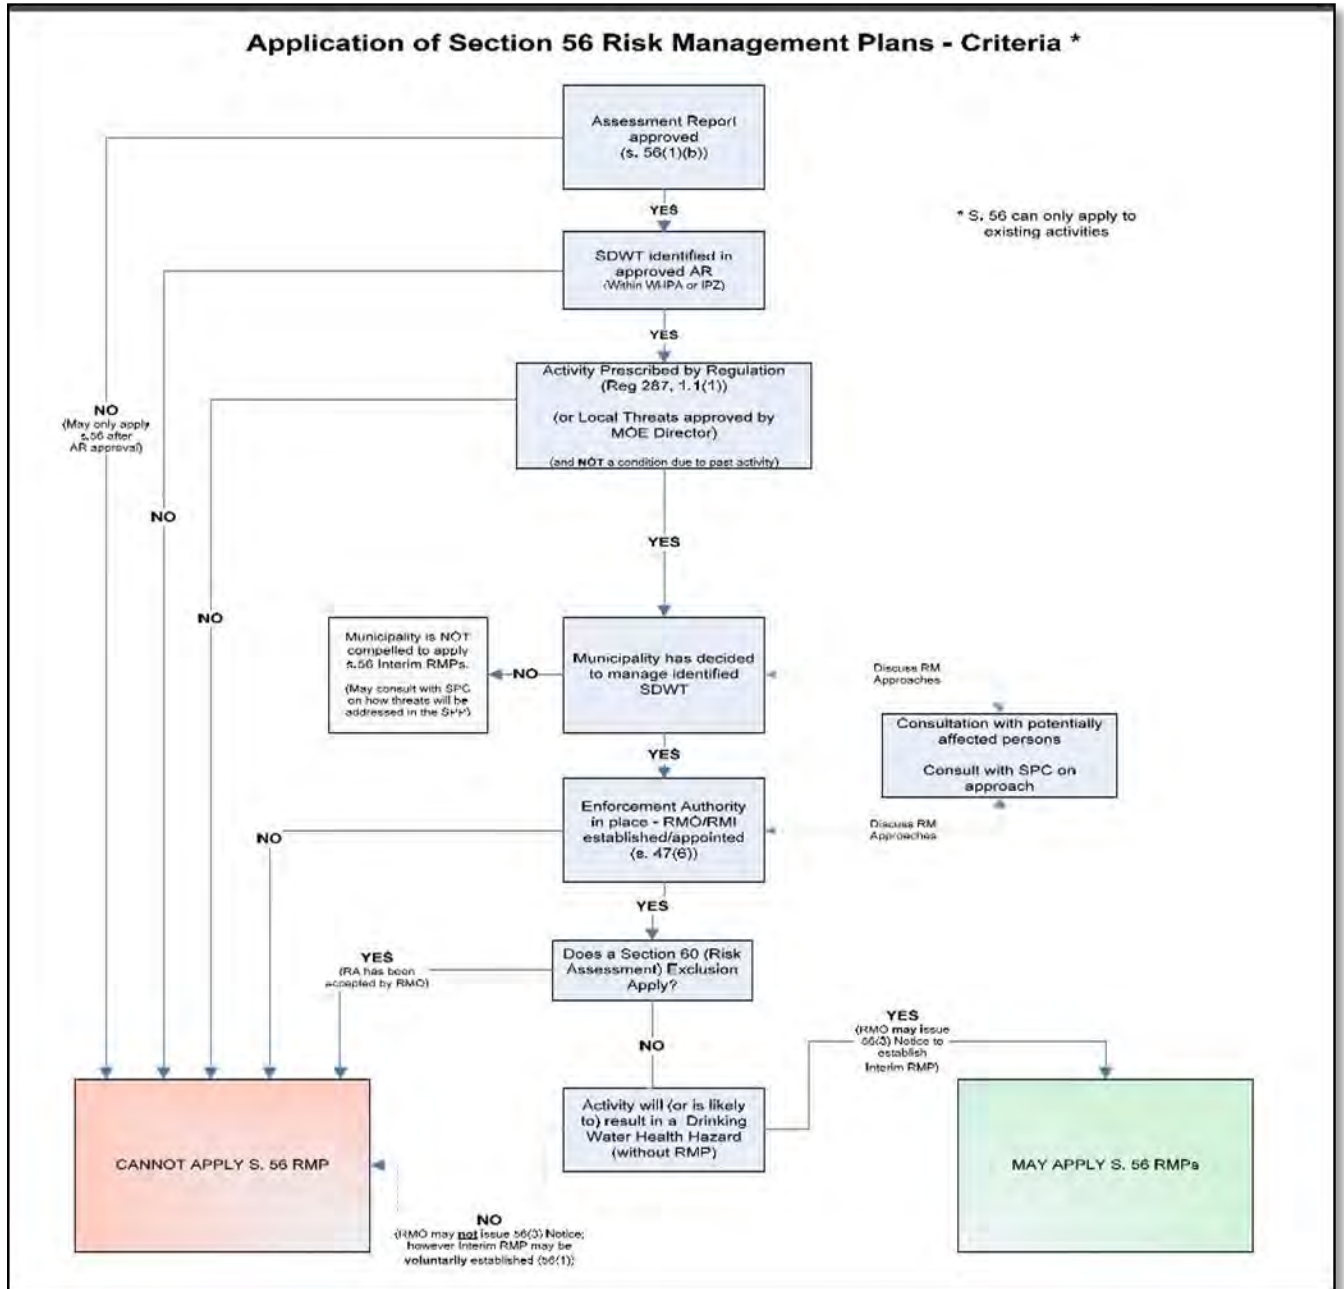 Application of Section 56 Risk Management Plans - Criteria *
Assessment Report
approved
(s. 56(1)(b))
YES
* S. 56 can only apply to
existing activities
SDWT identified in
approved AR
(Within WHPA or IPZ)
YES
Activity Prescribed by Regulation
(Reg 287, 1.1(1))
(or Local Threats approved by
MOE Director)
(and NOT a condition due to past activity)
NO
(May only apply
s.56 after
AR approval)
NO
YES
NO
Municipality is NOT
compelled to apply
s.56 Interim RMPs.
(May consult with SPC
on how threats will be
addressed in the SPP)
NO
Municipality has decided
to manage identified
SDWT
Discuss RM
Approaches
Consultation with potentially
affected persons
Consult with SPC on
approach
YES
Enforcement Authority
in place - RMO/RMI
established/appointed
(s. 47(6))
Discuss RM
Approaches
NO
YES
Does a Section 60 (Risk
Assessment) Exclusion
Apply?
YES
(RA has been
accepted by RMO)
NO
YES
(RMO may issue
56(3) Notice to
establish
Interim RMP)
Activity will (or is likely
to) result in a Drinking
Water Health Hazard
(without RMP)
CANNOT APPLY S. 56 RMP
MAY APPLY S. 56 RMPs
NO
(RMO may not issue 56(3) Notice;
however Interim RMP may be
voluntarily established (56(1))